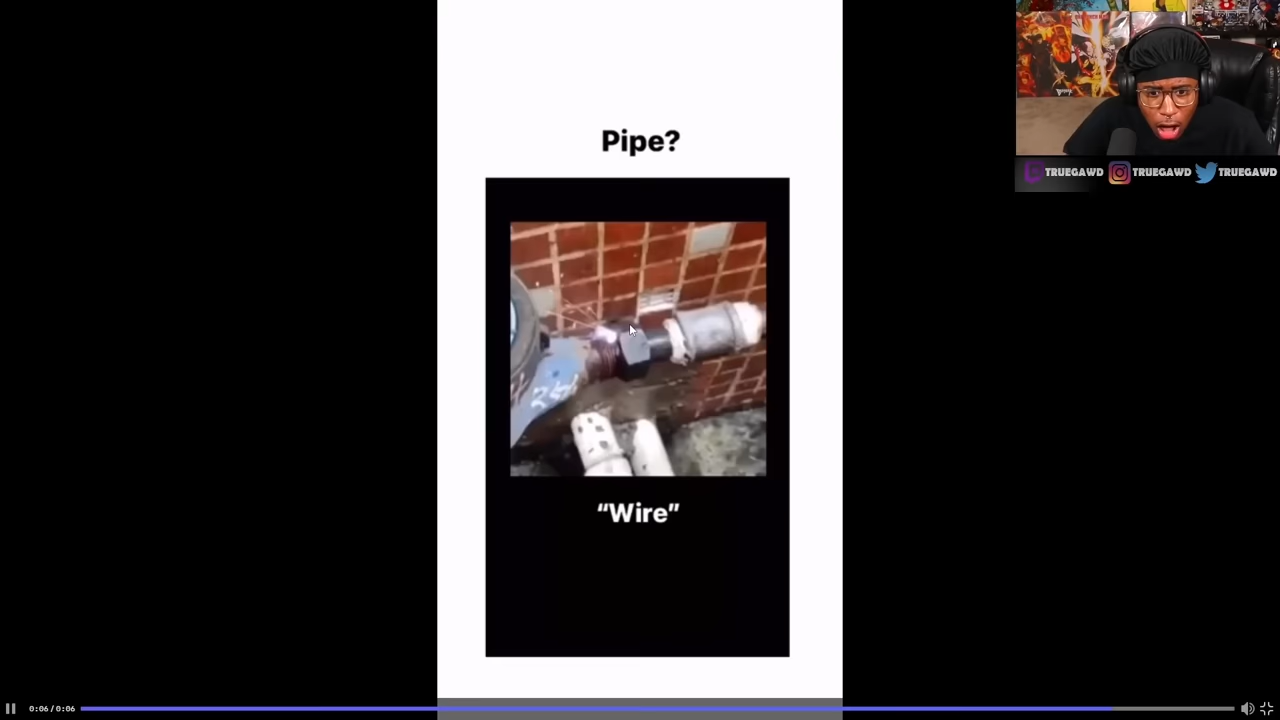 Pipe?
“Wire”
TRUEGAWD TRUEGAWD TRUEGAWD
0:06 / 0:06